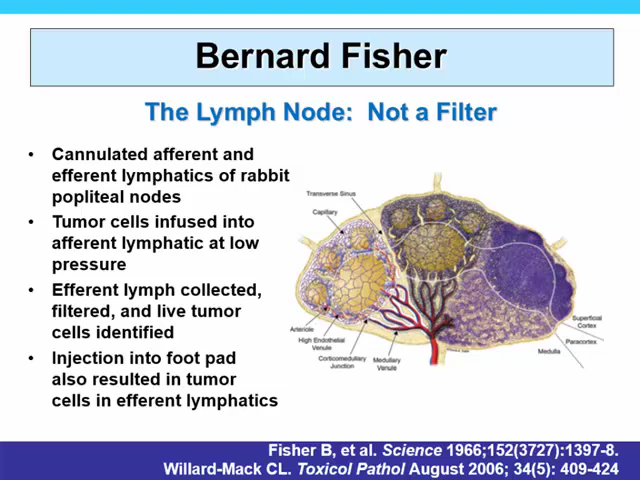 Bernard Fisher
The Lymph Node: Not a Filter
• Cannulated afferent and
efferent lymphatics of rabbit
popliteal nodes
• Tumor cells infused into
afferent lymphatic at low
pressure
• Efferent lymph collected,
filtered, and live tumor
cells identified
• Injection into foot pad
also resulted in tumor
cells in efferent lymphatics
Transverse Sinus
Capillary
Arteriole
High Endothelial
Venule
Corticomedullary
Junction
Medullary
Venule
Superficial
Cortex
Paracortex
Medulla
Fisher B, et al. Science 1966;152(3727):1397-8.
Willard-Mack CL. Toxicol Pathol August 2006; 34(5): 409-424